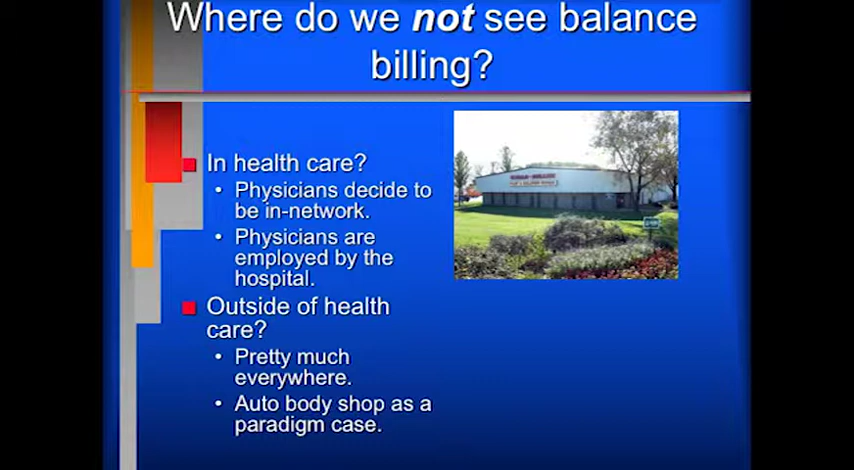 Where do we not see balance
billing?
In health care?
• Physicians decide to
be in-network.
• Physicians are
employed by the
hospital.
Outside of health
care?
• Pretty much
everywhere.
• Auto body shop as a
paradigm case.